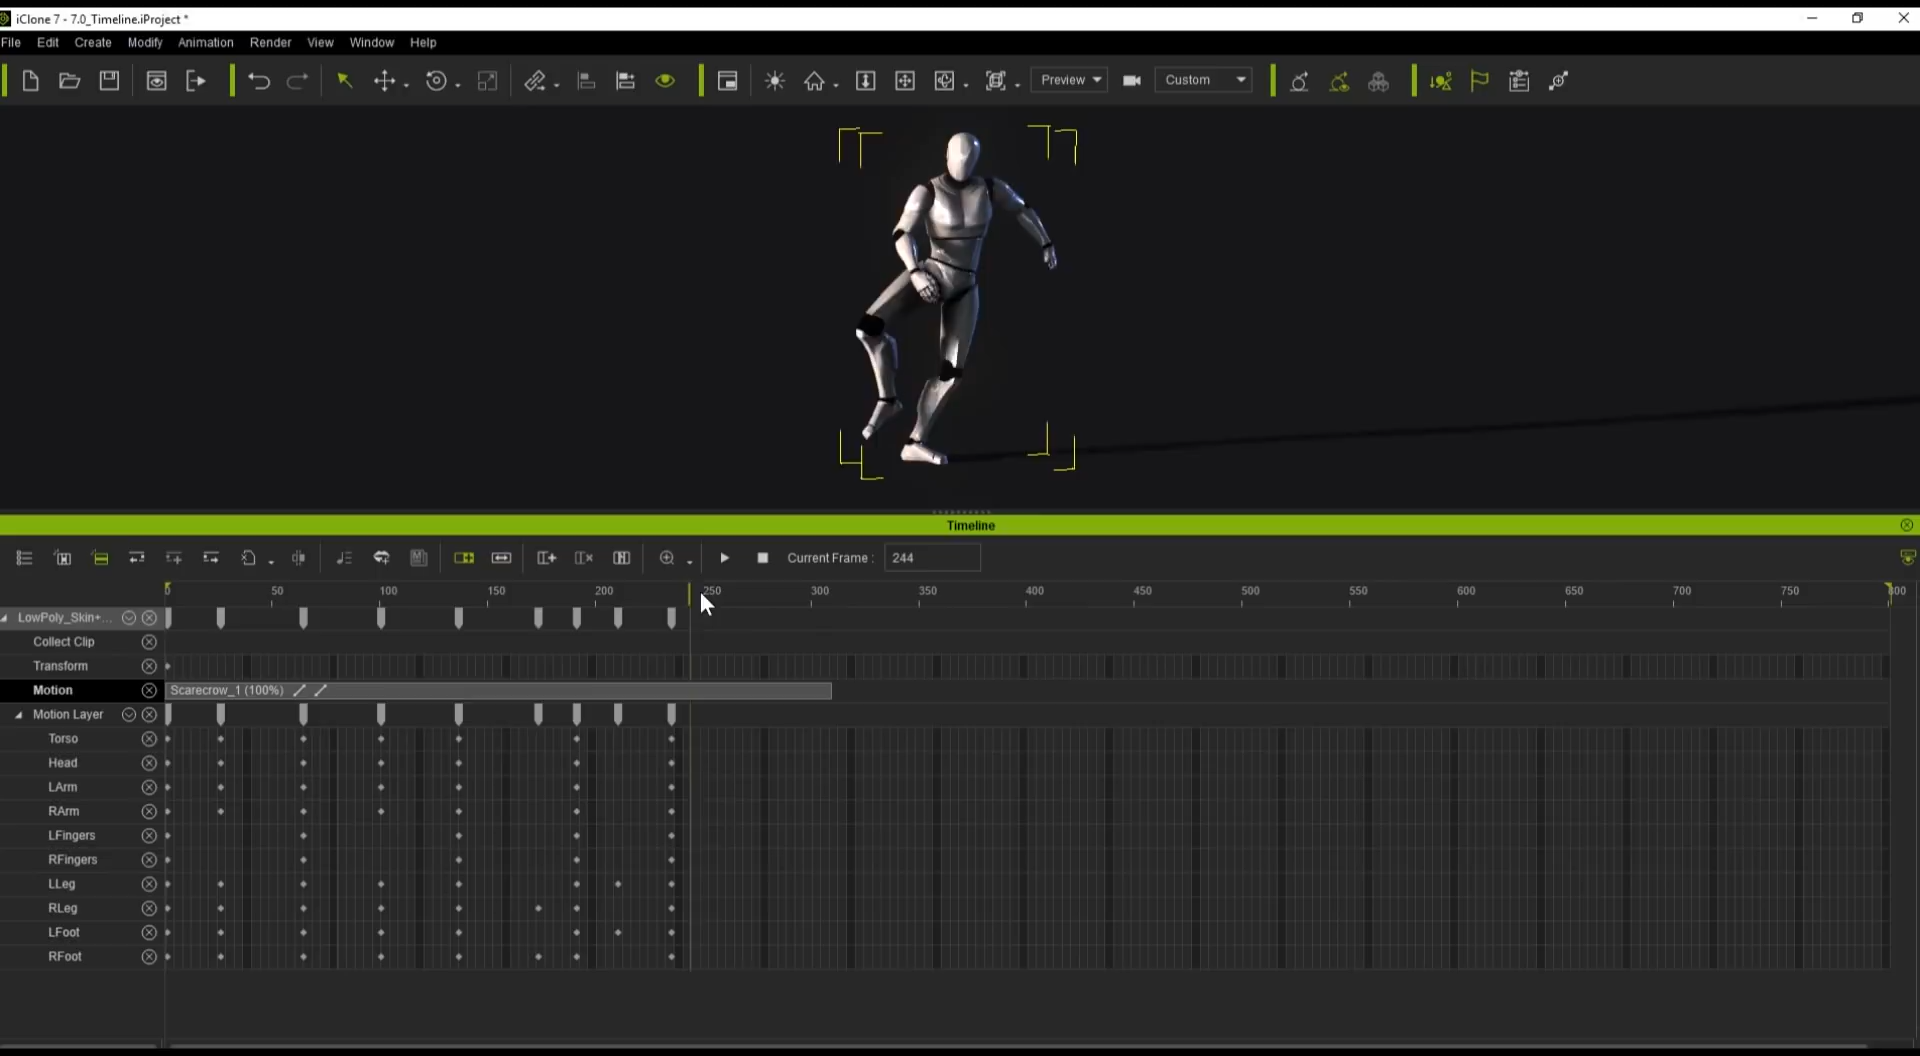 iClone 7 - 7.0_Timeline.iProject *
File Edit Create Modify Animation Render View Window Help
Preview Custom
Timeline
Current Frame : 244
0 50 100 150 200 250 300 350 400 450 500 550 600 650 700 750 800
LowPoly_Skin+...
Collect Clip
Transform
Motion Scarecrow_1 (100%)
Motion Layer
Torso
Head
LArm
RArm
LFingers
RFingers
LLeg
RLeg
LFoot
RFoot